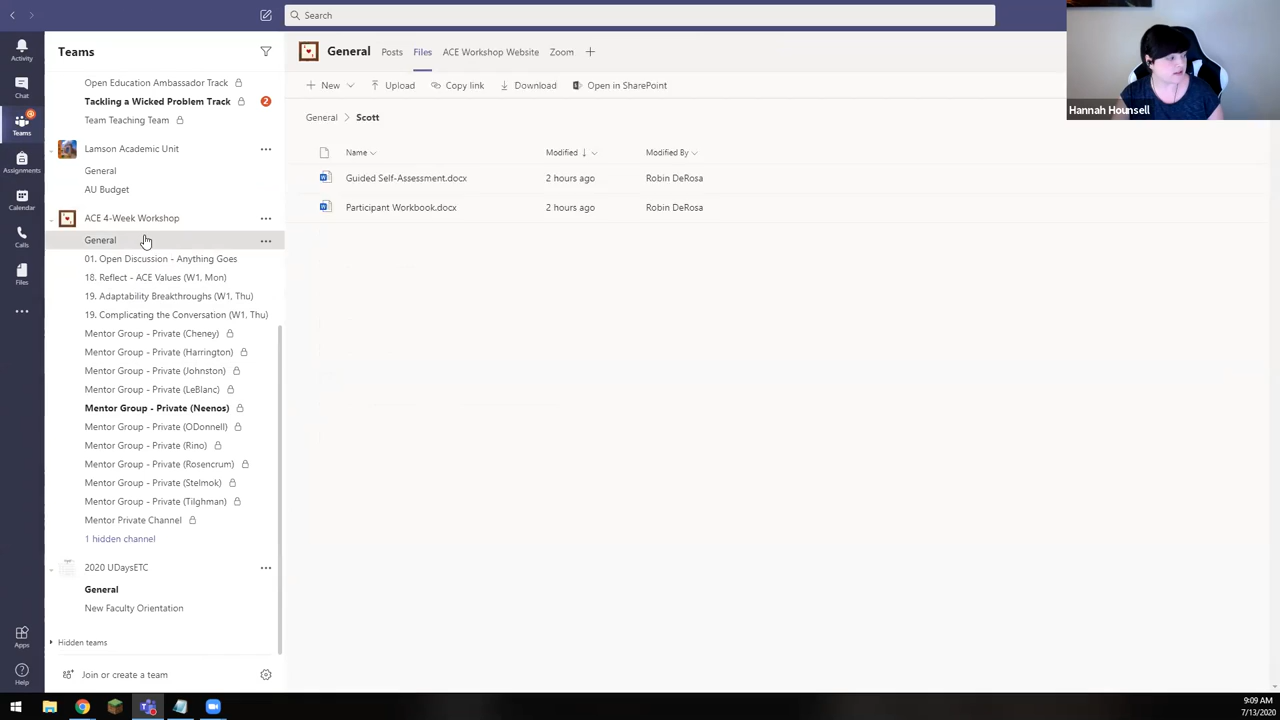 Search
Hannah Hounsell
Activity
Chat
Teams
Assignments
Calendar
Calls
Files
Apps
Help
Teams
Open Education Ambassador Track
Tackling a Wicked Problem Track 2
Team Teaching Team
Lamson Academic Unit
General
AU Budget
ACE 4-Week Workshop
General
01. Open Discussion - Anything Goes
18. Reflect - ACE Values (W1, Mon)
19. Adaptability Breakthroughs (W1, Thu)
19. Complicating the Conversation (W1, Thu)
Mentor Group - Private (Cheney)
Mentor Group - Private (Harrington)
Mentor Group - Private (Johnston)
Mentor Group - Private (LeBlanc)
Mentor Group - Private (Neenos)
Mentor Group - Private (ODonnell)
Mentor Group - Private (Rino)
Mentor Group - Private (Rosencrum)
Mentor Group - Private (Stelmok)
Mentor Group - Private (Tilghman)
Mentor Private Channel
1 hidden channel
2020 UDaysETC
General
New Faculty Orientation
Hidden teams
Join or create a team
General Posts Files ACE Workshop Website Zoom
New Upload Copy link Download Open in SharePoint
General Scott
Name Modified Modified By
Guided Self-Assessment.docx 2 hours ago Robin DeRosa
Participant Workbook.docx 2 hours ago Robin DeRosa
9:09 AM
7/13/2020